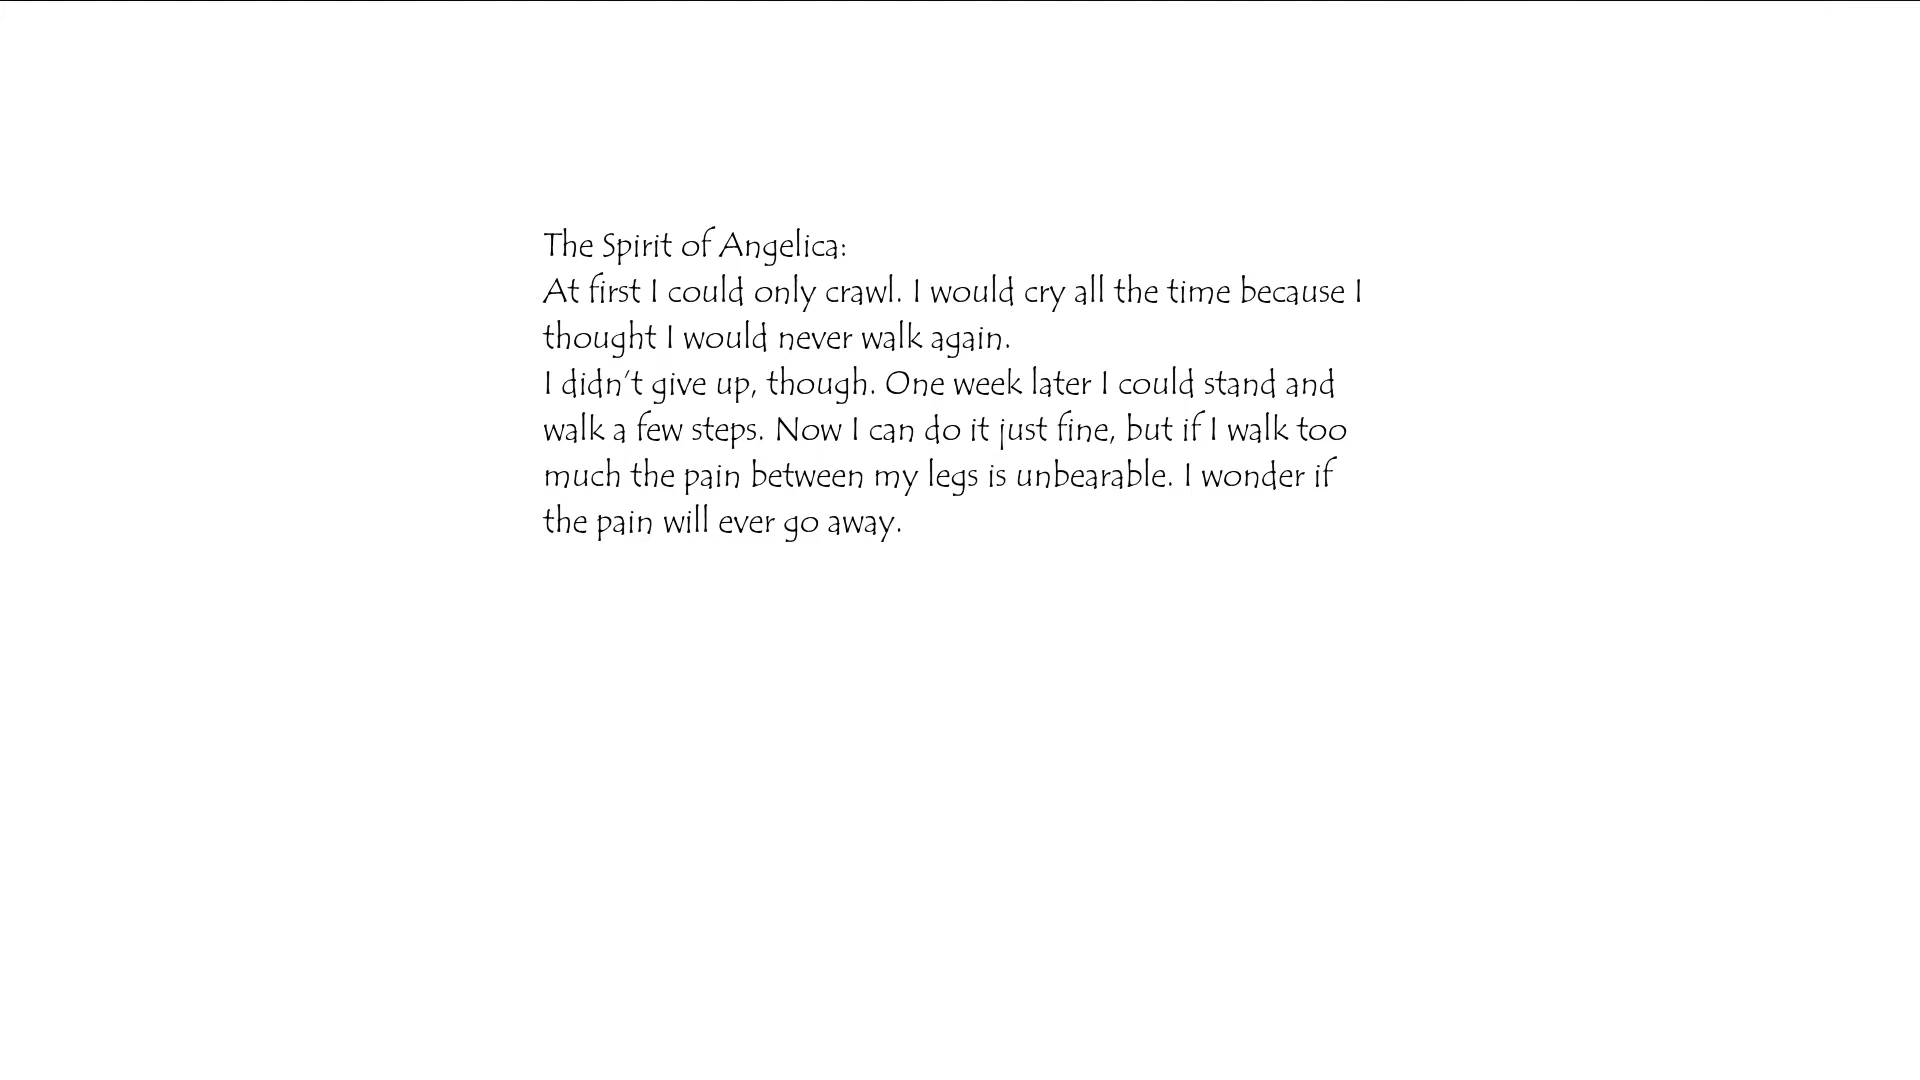 The Spirit of Angelica:
At first I could only crawl. I would cry all the time because I
thought I would never walk again.
I didn’t give up, though. One week later I could stand and
walk a few steps. Now I can do it just fine, but if I walk too
much the pain between my legs is unbearable. I wonder if
the pain will ever go away.